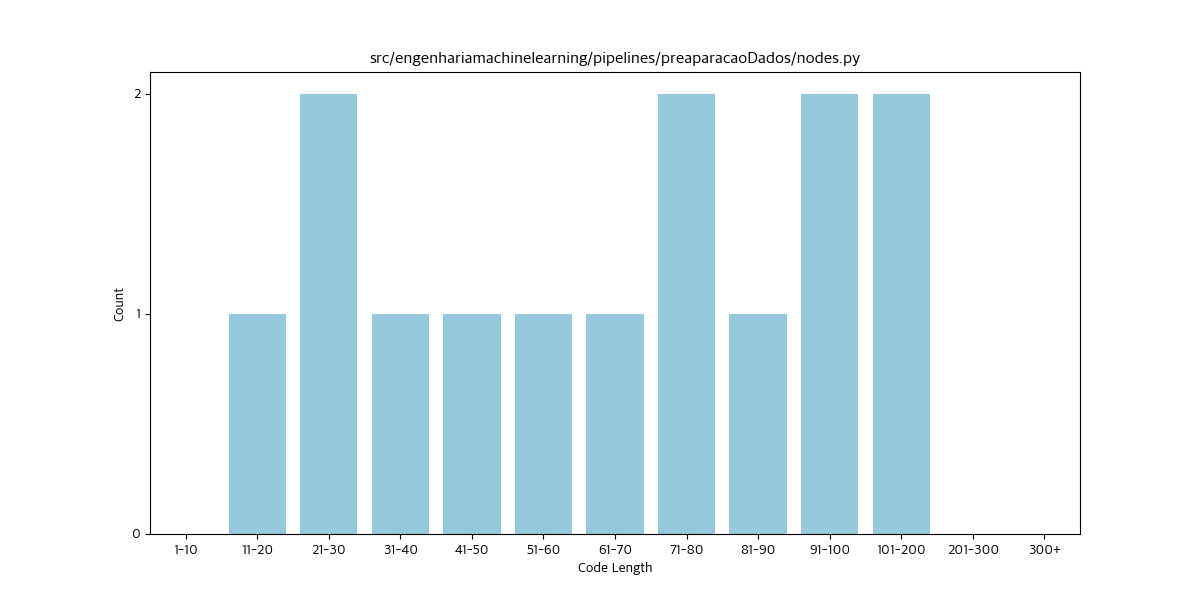 src/engenhariamachinelearning/pipelines/preaparacaoDados/nodes.py
2
1
0
Count
1-10 11-20 21-30 31-40 41-50 51-60 61-70 71-80 81-90 91-100 101-200 201-300 300+
Code Length